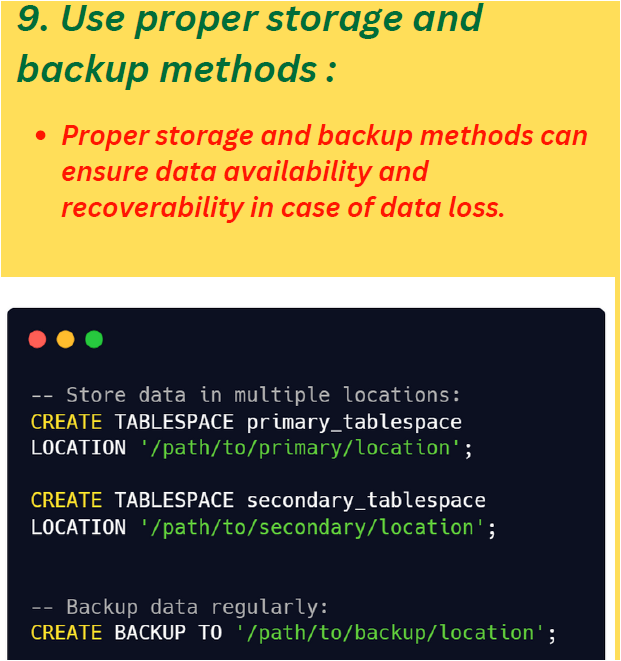 9. Use proper storage and
backup methods :
• Proper storage and backup methods can
ensure data availability and
recoverability in case of data loss.
-- Store data in multiple locations:
CREATE TABLESPACE primary_tablespace
LOCATION '/path/to/primary/location';
CREATE TABLESPACE secondary_tablespace
LOCATION '/path/to/secondary/location';
-- Backup data regularly:
CREATE BACKUP TO '/path/to/backup/location';